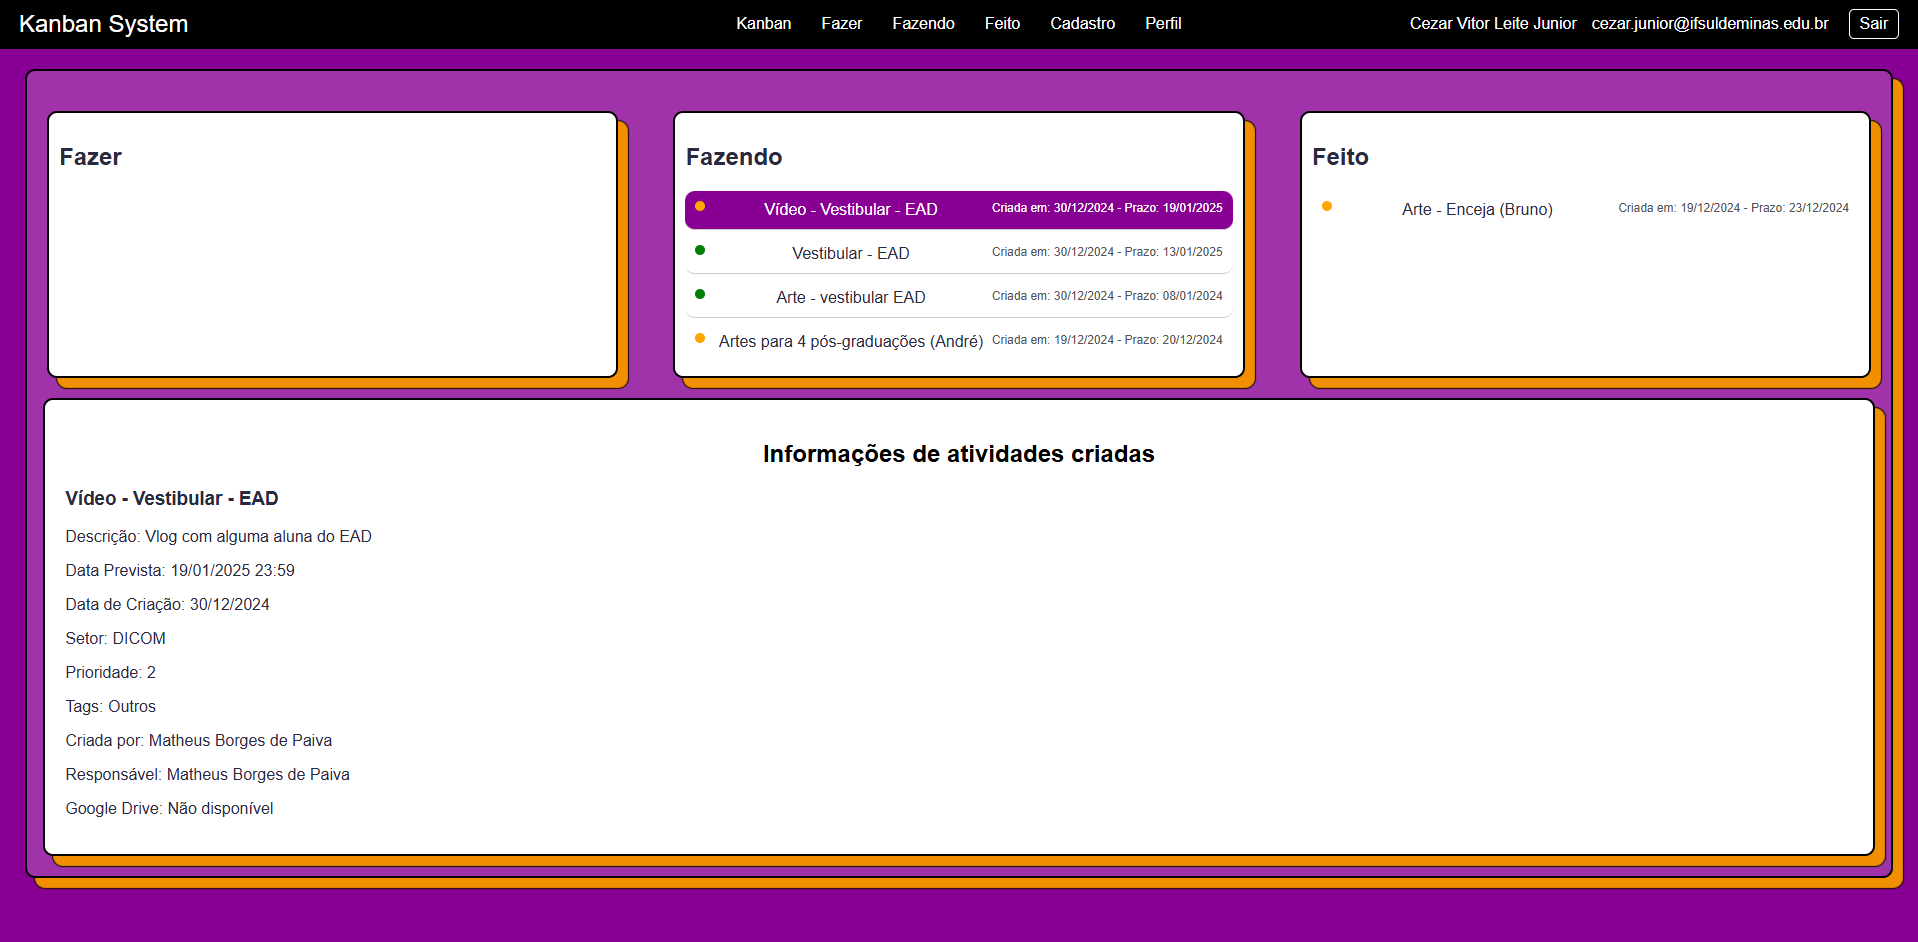 Kanban System
Kanban Fazer Fazendo Feito Cadastro Perfil
Cezar Vitor Leite Junior cezar.junior@ifsuldeminas.edu.br Sair
Fazer
Fazendo
Vídeo - Vestibular - EAD Criada em: 30/12/2024 - Prazo: 19/01/2025
Vestibular - EAD Criada em: 30/12/2024 - Prazo: 13/01/2025
Arte - vestibular EAD Criada em: 30/12/2024 - Prazo: 08/01/2024
Artes para 4 pós-graduações (André) Criada em: 19/12/2024 - Prazo: 20/12/2024
Feito
Arte - Enceja (Bruno) Criada em: 19/12/2024 - Prazo: 23/12/2024
Informações de atividades criadas
Vídeo - Vestibular - EAD
Descrição: Vlog com alguma aluna do EAD
Data Prevista: 19/01/2025 23:59
Data de Criação: 30/12/2024
Setor: DICOM
Prioridade: 2
Tags: Outros
Criada por: Matheus Borges de Paiva
Responsável: Matheus Borges de Paiva
Google Drive: Não disponível